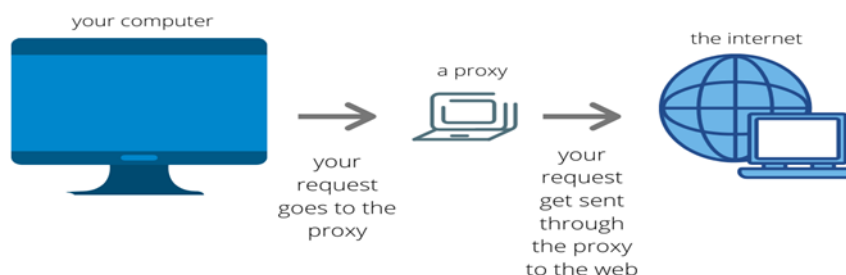 your computer
the internet
a proxy
your
request
goes to the
proxy
your
request
get sent
through
the proxy
to the web